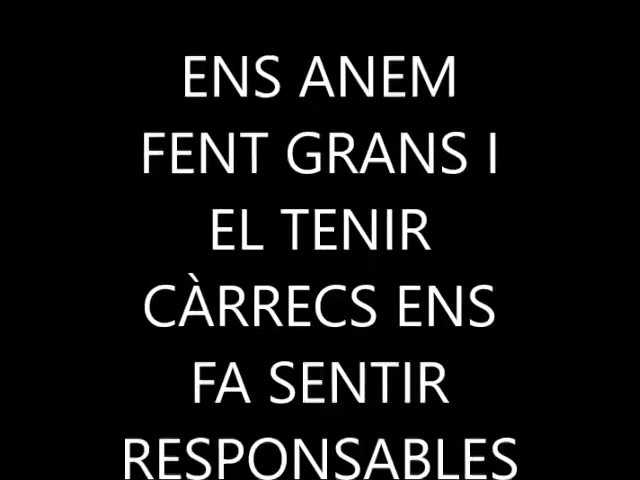 ENS ANEM
FENT GRANS I
EL TENIR
CÀRRECS ENS
FA SENTIR
RESPONSABLES